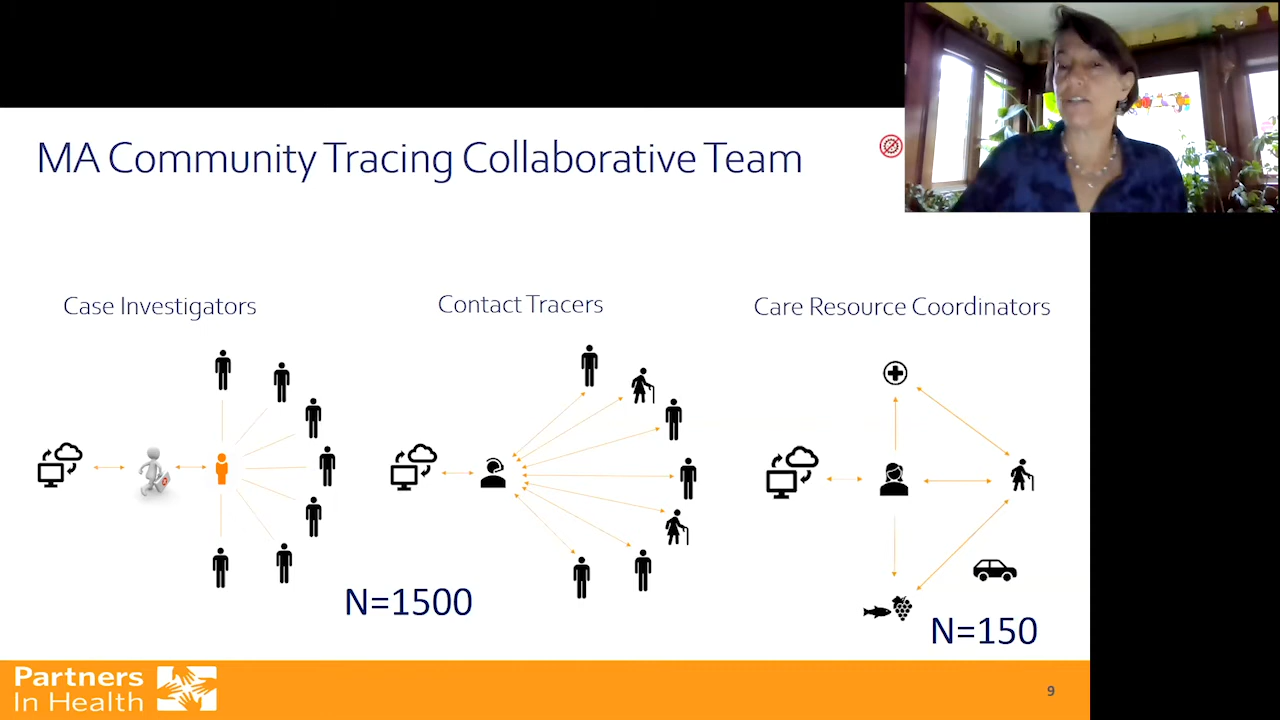 MA Community Tracing Collaborative Team
Case Investigators
Contact Tracers
Care Resource Coordinators
N=1500
N=150
Partners
In Health
9